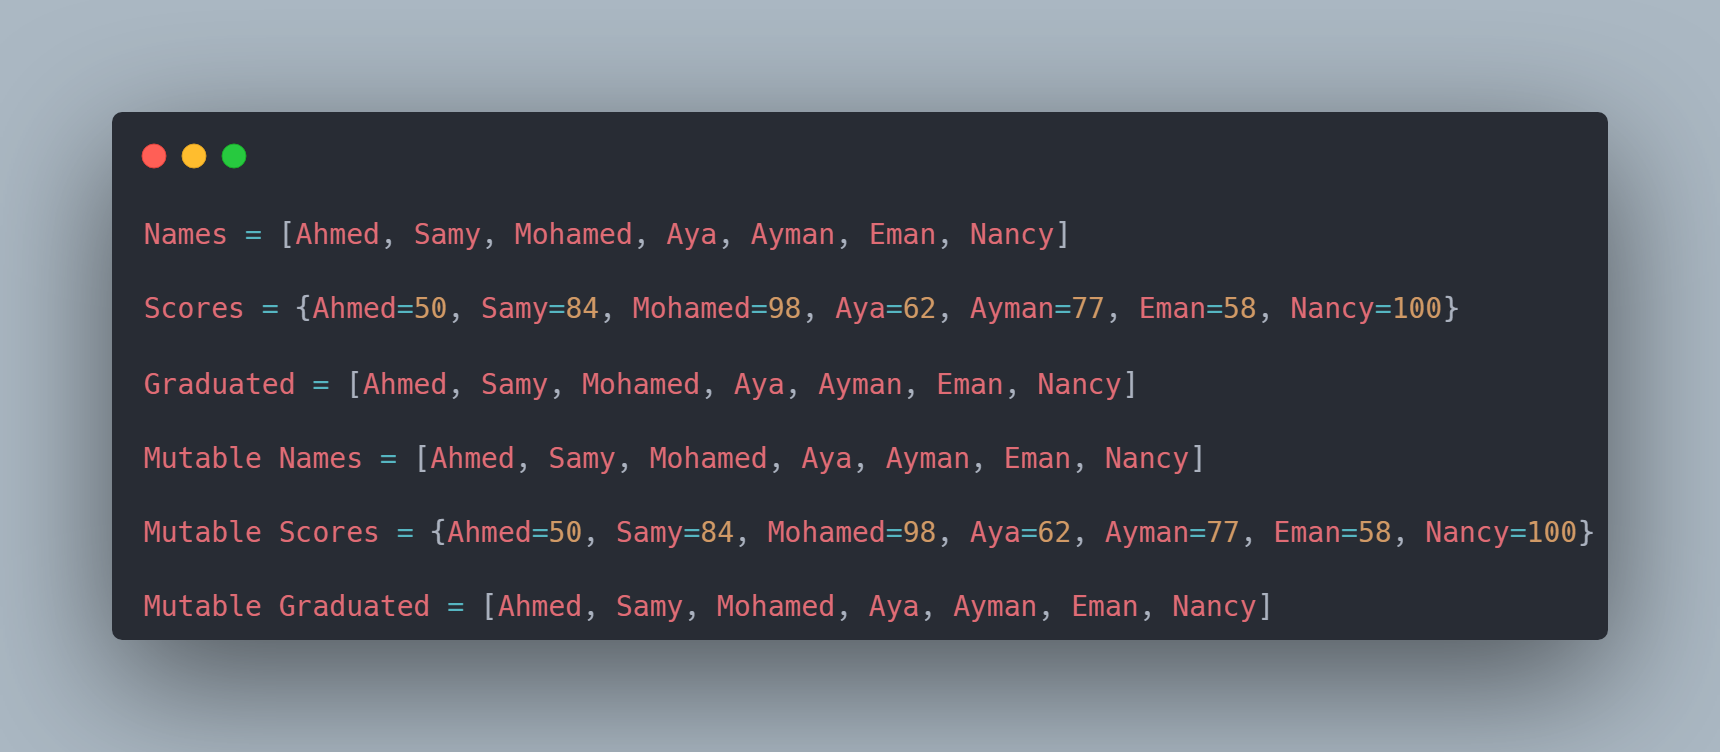 Names = [Ahmed, Samy, Mohamed, Aya, Ayman, Eman, Nancy]
Scores = {Ahmed=50, Samy=84, Mohamed=98, Aya=62, Ayman=77, Eman=58, Nancy=100}
Graduated = [Ahmed, Samy, Mohamed, Aya, Ayman, Eman, Nancy]
Mutable Names = [Ahmed, Samy, Mohamed, Aya, Ayman, Eman, Nancy]
Mutable Scores = {Ahmed=50, Samy=84, Mohamed=98, Aya=62, Ayman=77, Eman=58, Nancy=100}
Mutable Graduated = [Ahmed, Samy, Mohamed, Aya, Ayman, Eman, Nancy]